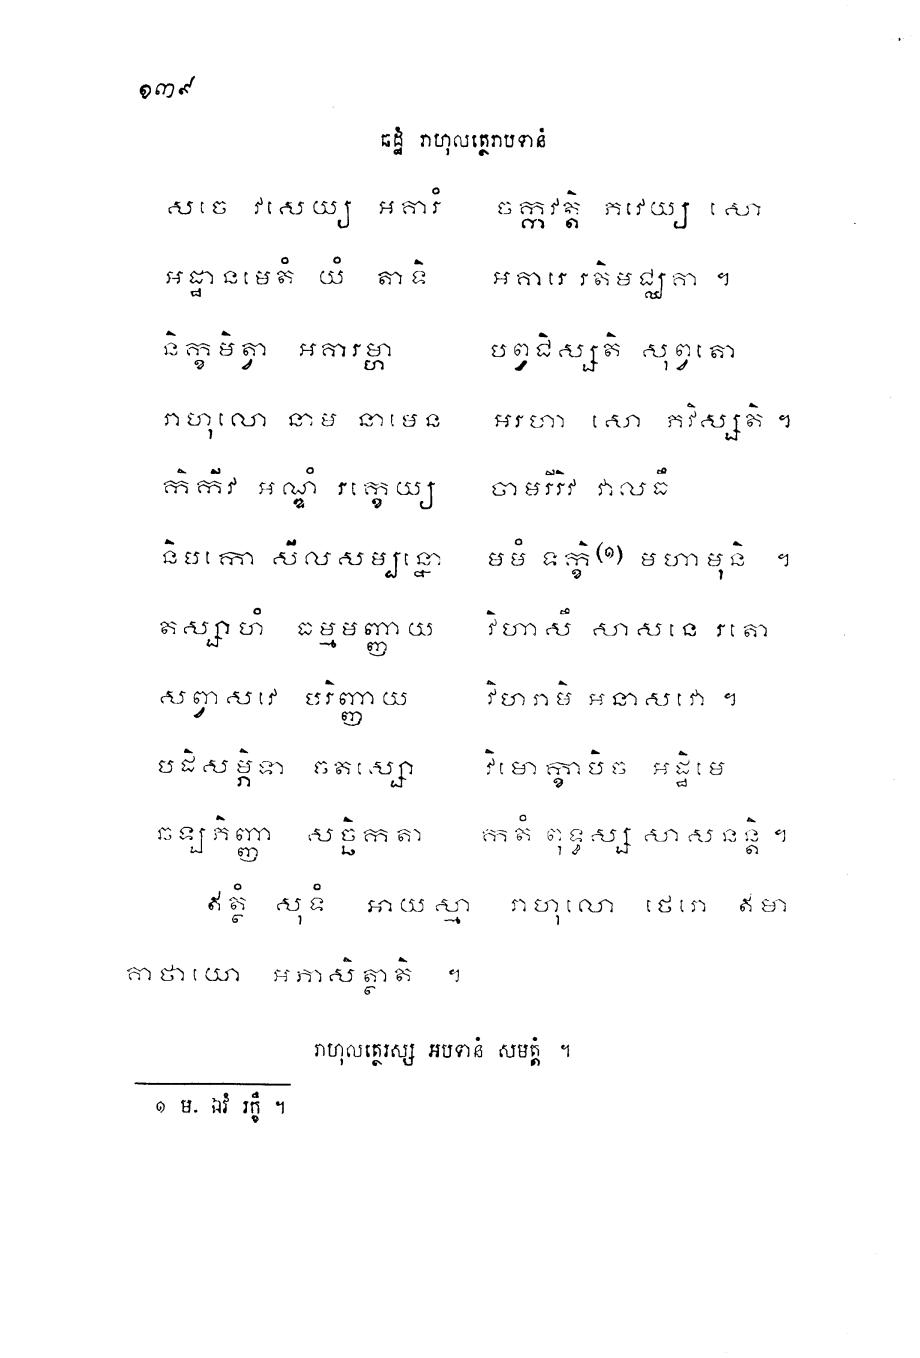 ១៣៩
ឆដ្ឋំ រាហុលត្ថេរាបទានំ
សចេ វសេយ្យ អគារំ ចក្កវត្តិ ភវេយ្យ សោ
អដ្ឋានមេតំ យំ តាទិ អគារេ រតិមជ្ឈគា ។
និក្ខមិត្វា អគារម្ហា បព្វជិស្សតិ សុព្វតោ
រាហុលោ នាម នាមេន អរហា សោ ភវិស្សតិ ។
កិកីវ អណ្ឌំ រក្ខេយ្យ ចាមរីរិវ វាលធឹ
និបកោ សីលសម្បន្នោ មមំ ទក្ខិ(១) មហាមុនិ ។
តស្សាហំ ធម្មមញ្ញាយ វិហាសឹ សាសនេ រតោ
សព្វាសវេ បរិញ្ញាយ វិហរាមិ អនាសវោ ។
បដិសម្ភិទា ចតស្សោ វិមោក្ខាបិច អដ្ឋិមេ
ឆឡភិញ្ញា សច្ឆិកតា កតំ ពុទ្ធស្ស សាសនន្តិ ។
ឥត្ថំ សុទំ អាយស្មា រាហុលោ ថេរោ ឥមា
គាថាយោ អភាសិត្ថាតិ ។
រាហុលត្ថេរស្ស អបទានំ សមត្តំ ។
១ ម. ឯវំ រក្ខឹ ។